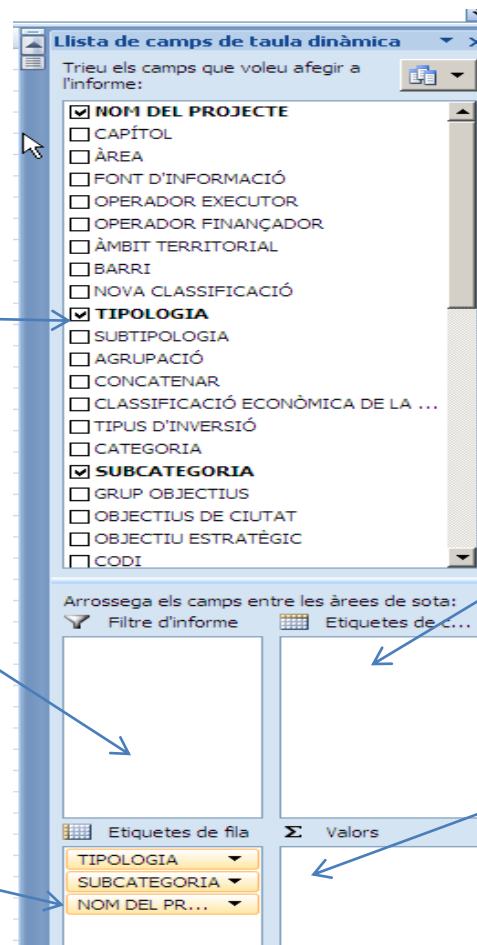 Llista de camps de taula dinàmica
Trieu els camps que voleu afegir a
l'informe:
NOM DEL PROJECTE
CAPÍTOL
ÀREA
FONT D'INFORMACIÓ
OPERADOR EXECUTOR
OPERADOR FINANÇADOR
ÀMBIT TERRITORIAL
BARRI
NOVA CLASSIFICACIÓ
TIPOLOGIA
SUBTIPOLOGIA
AGRUPACIÓ
CONCATENAR
CLASSIFICACIÓ ECONÒMICA DE LA ...
TIPUS D'INVERSIÓ
CATEGORIA
SUBCATEGORIA
GRUP OBJECTIUS
OBJECTIUS DE CIUTAT
OBJECTIU ESTRATÈGIC
CODI
Arrossega els camps entre les àrees de sota:
Filtre d'informe
Etiquetes de c...
Etiquetes de fila
Σ Valors
TIPOLOGIA
SUBCATEGORIA
NOM DEL PR...